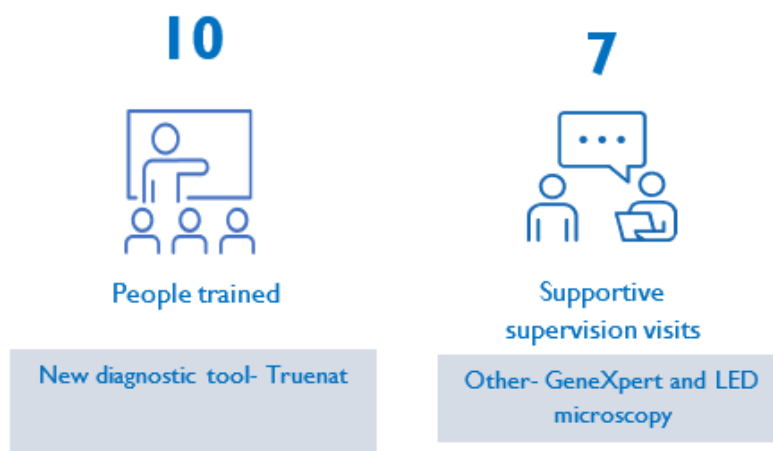 10
People trained
New diagnostic tool- Truenat
7
Supportive
supervision visits
Other- GeneXpert and LED
microscopy